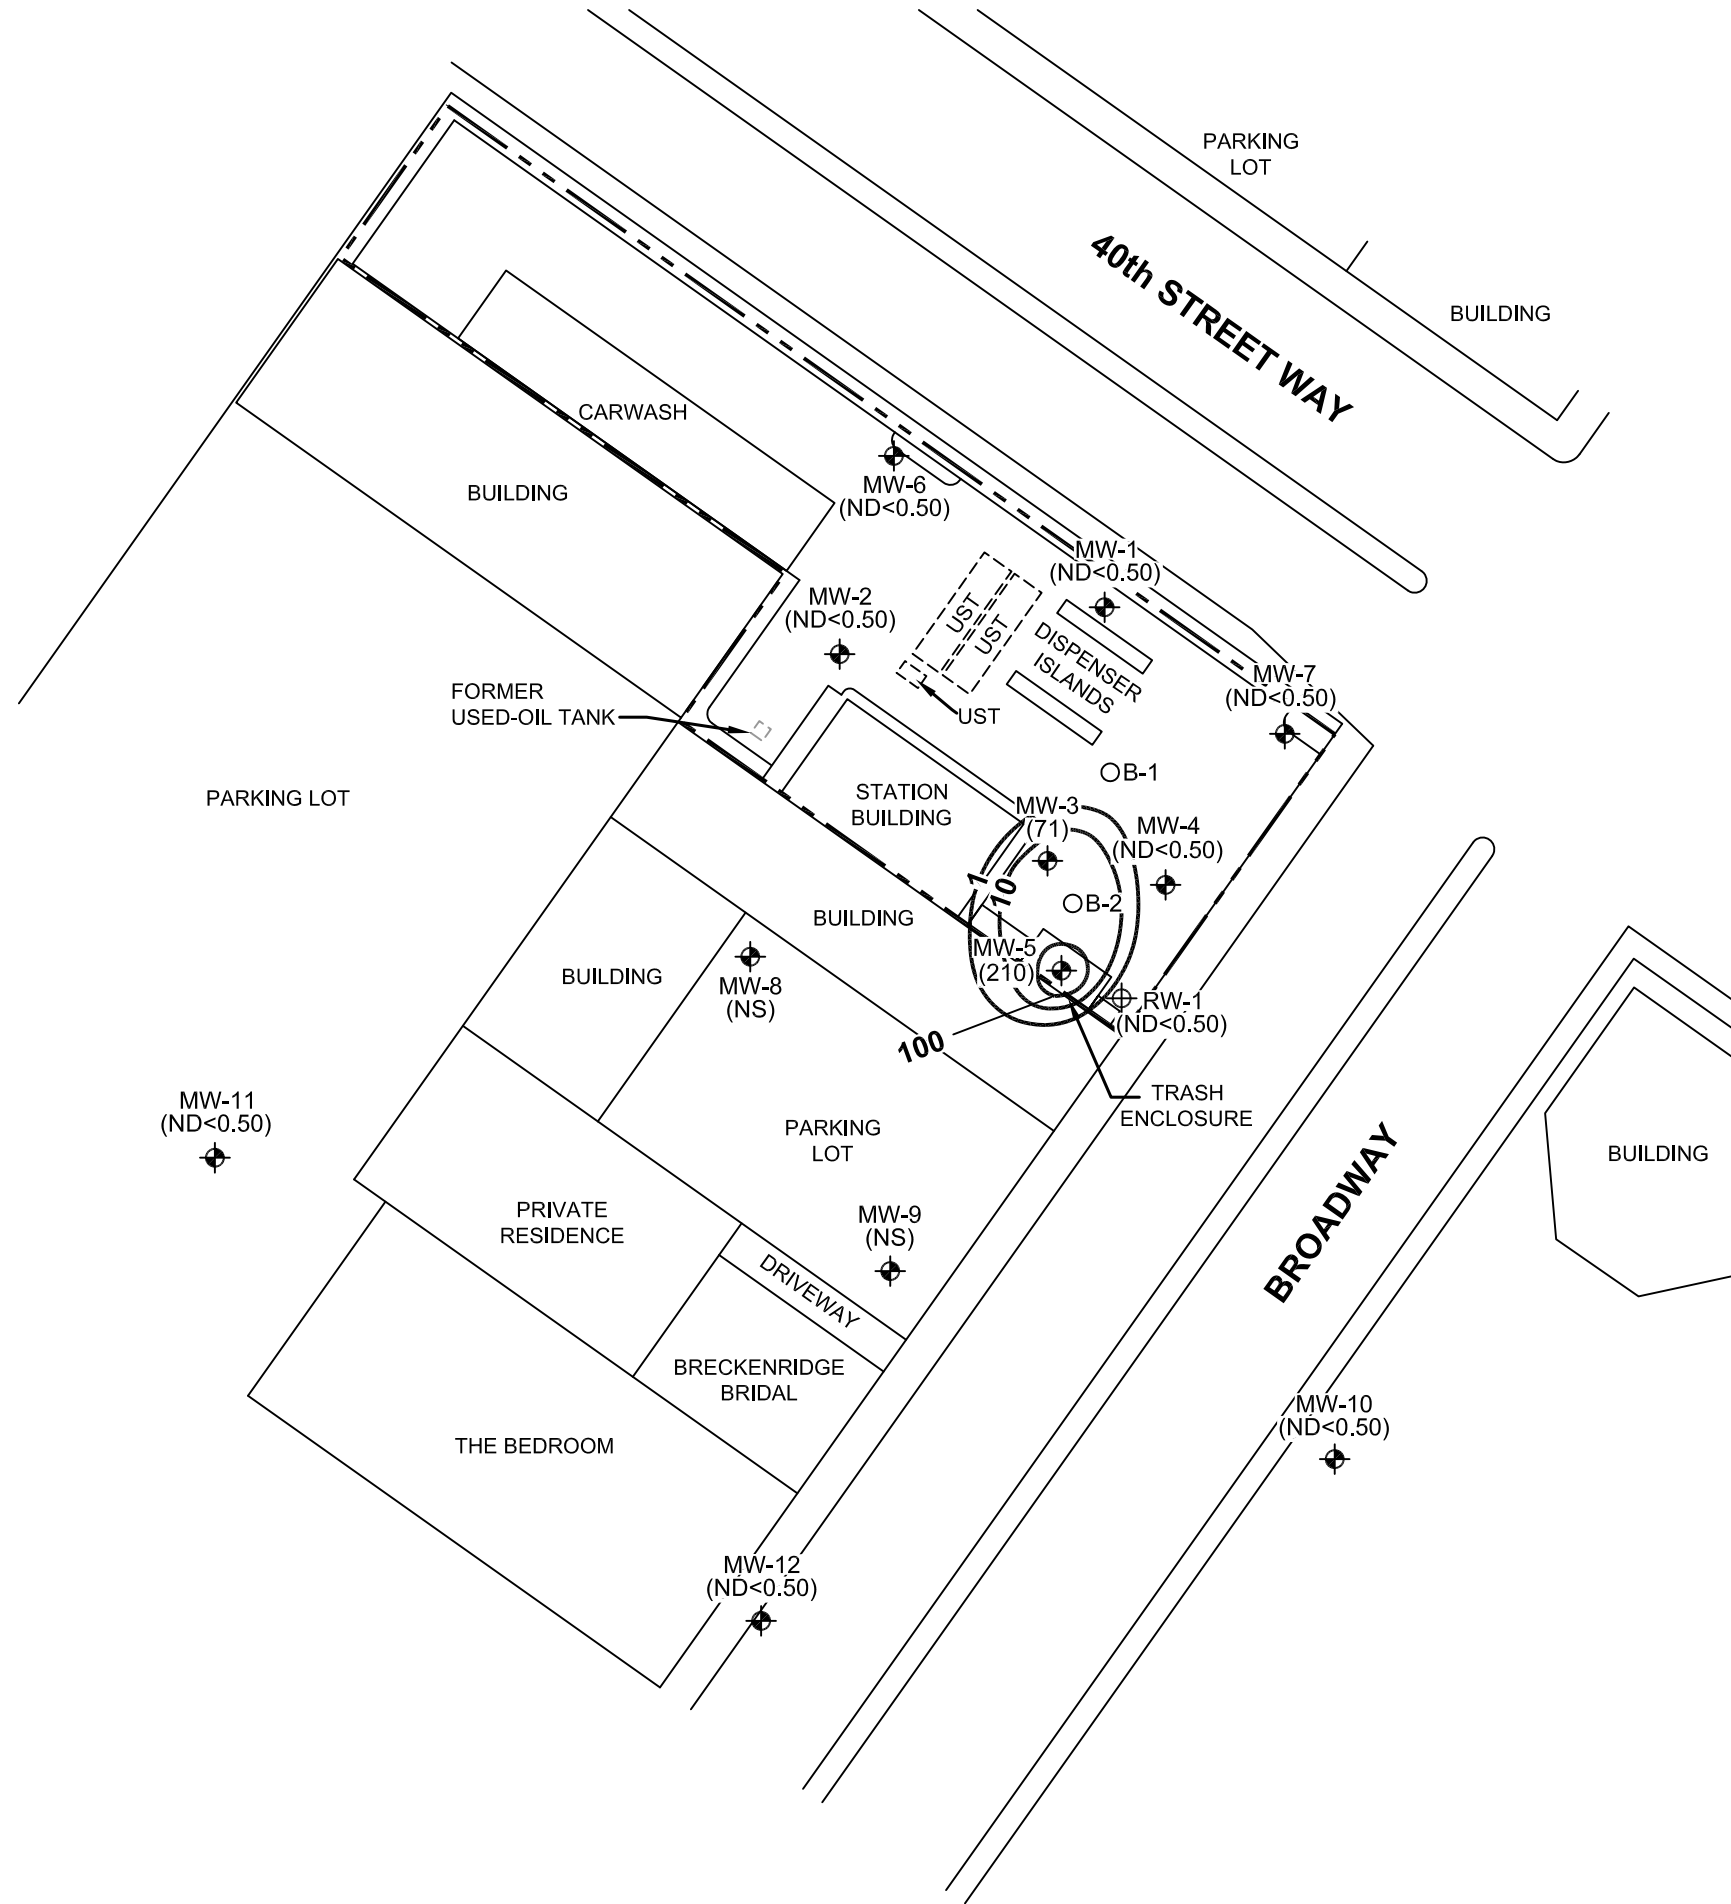 PARKING
LOT
40th STREET WAY
BUILDING
CARWASH
BUILDING
MW-6
(ND<0.50)
MW-1
(ND<0.50)
MW-2
(ND<0.50)
UST
UST
DISPENSER
ISLANDS
MW-7
(ND<0.50)
FORMER
USED-OIL TANK
UST
B-1
PARKING LOT
STATION
BUILDING
MW-3
(71)
MW-4
(ND<0.50)
1
10
B-2
BUILDING
MW-5
(210)
BUILDING
MW-8
(NS)
RW-1
(ND<0.50)
100
TRASH
ENCLOSURE
MW-11
(ND<0.50)
PARKING
LOT
BROADWAY
BUILDING
PRIVATE
RESIDENCE
MW-9
(NS)
DRIVEWAY
BRECKENRIDGE
BRIDAL
MW-10
(ND<0.50)
THE BEDROOM
MW-12
(ND<0.50)